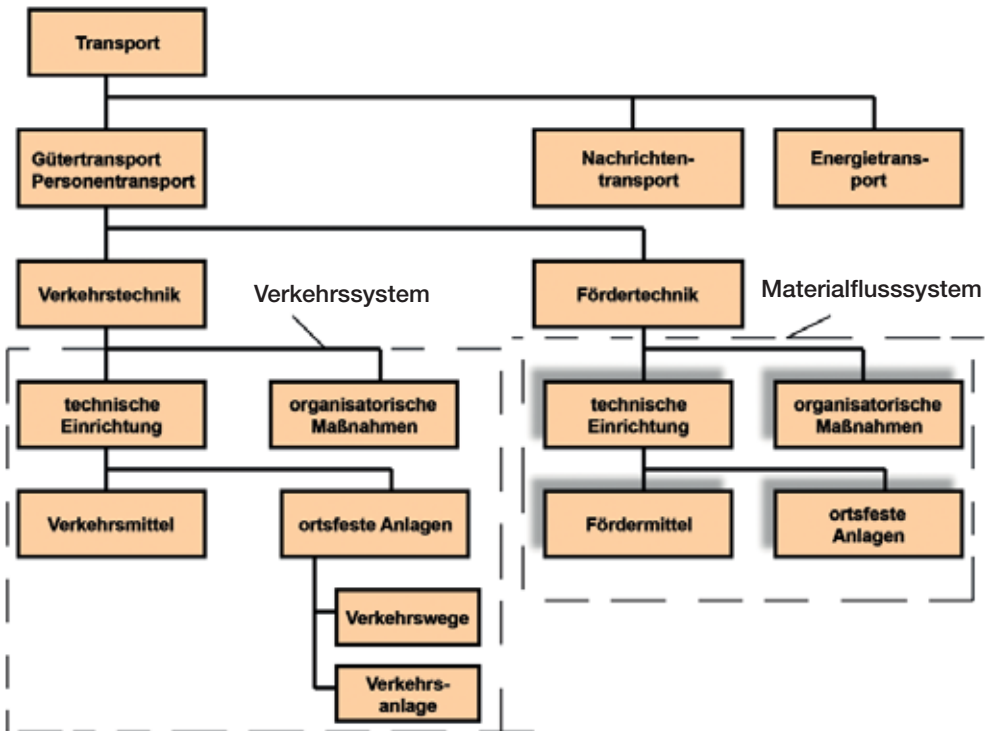 Transport
Gütertransport
Personentransport
Nachrichten-
transport
Energietrans-
port
Verkehrstechnik
Verkehrssystem
Fördertechnik
Materialflusssystem
technische
Einrichtung
organisatorische
Maßnahmen
technische
Einrichtung
organisatorische
Maßnahmen
Verkehrsmittel
ortsfeste Anlagen
Fördermittel
ortsfeste
Anlagen
Verkehrswege
Verkehrs-
anlage